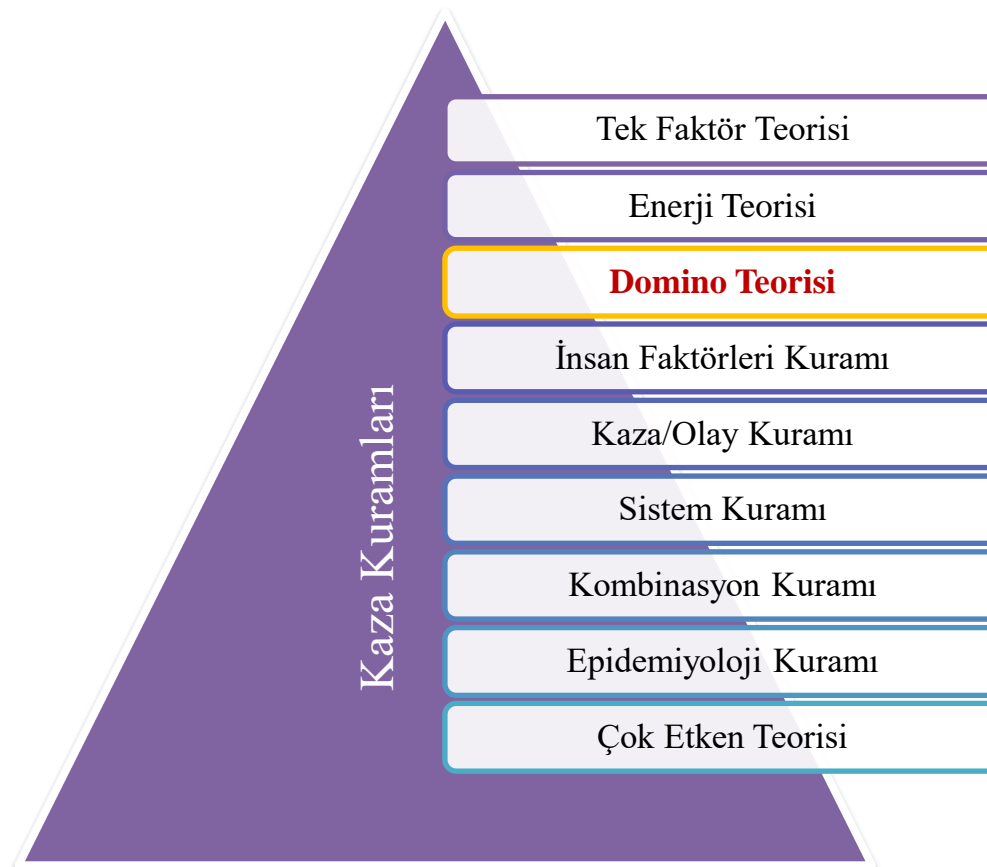 Kaza Kuramları
Tek Faktör Teorisi
Enerji Teorisi
Domino Teorisi
İnsan Faktörleri Kuramı
Kaza/Olay Kuramı
Sistem Kuramı
Kombinasyon Kuramı
Epidemiyoloji Kuramı
Çok Etken Teorisi